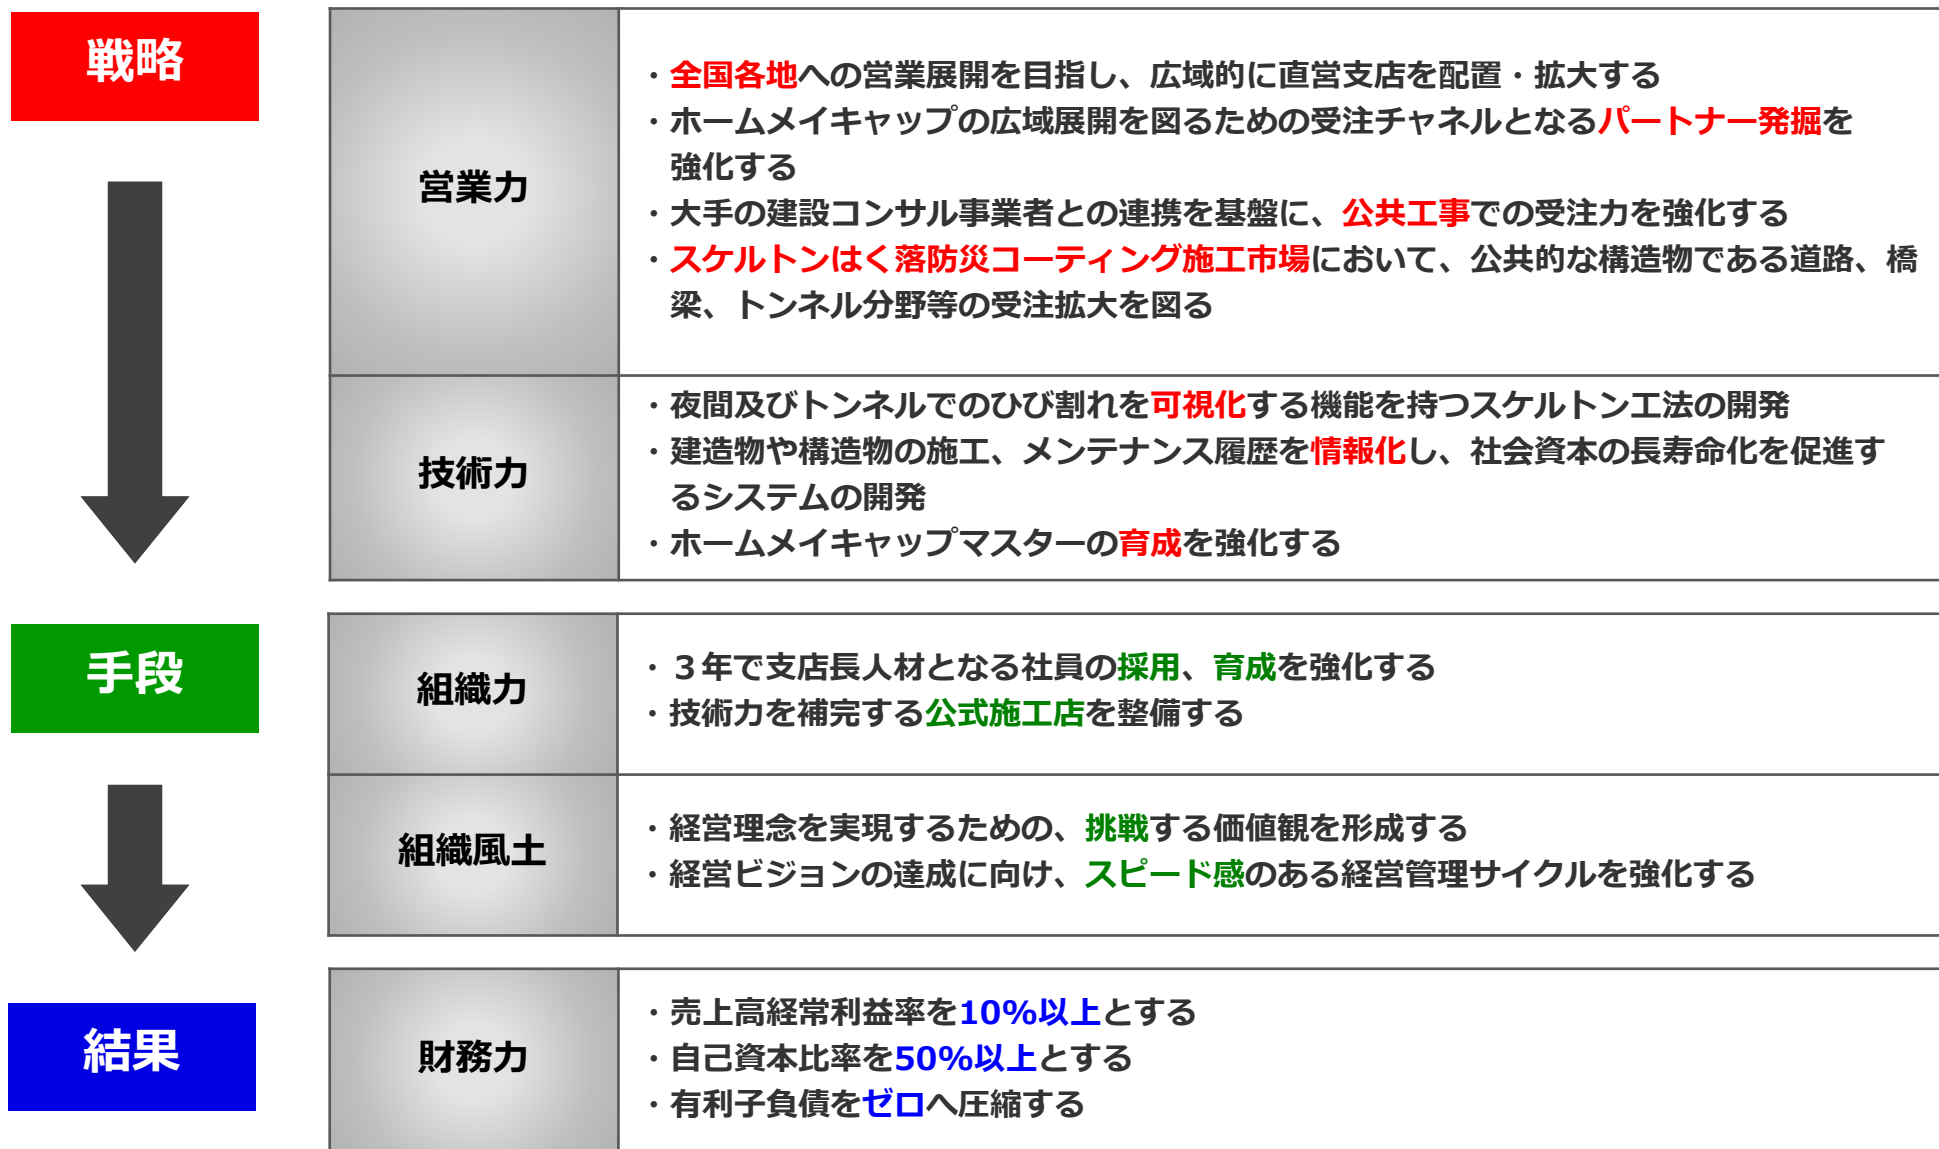 戦略
営業力
・全国各地への営業展開を目指し、広域的に直営支店を配置・拡大する
・ホームメイキャップの広域展開を図るための受注チャネルとなるパートナー発掘を
強化する
・大手の建設コンサル事業者との連携を基盤に、公共工事での受注力を強化する
・スケルトンはく落防災コーティング施工市場において、公共的な構造物である道路、橋
梁、トンネル分野等の受注拡大を図る
技術力
・夜間及びトンネルでのひび割れを可視化する機能を持つスケルトン工法の開発
・建造物や構造物の施工、メンテナンス履歴を情報化し、社会資本の長寿命化を促進す
るシステムの開発
・ホームメイキャップマスターの育成を強化する
手段
組織力
・３年で支店長人材となる社員の採用、育成を強化する
・技術力を補完する公式施工店を整備する
組織風土
・経営理念を実現するための、挑戦する価値観を形成する
・経営ビジョンの達成に向け、スピード感のある経営管理サイクルを強化する
結果
財務力
・売上高経常利益率を10%以上とする
・自己資本比率を50%以上とする
・有利子負債をゼロへ圧縮する